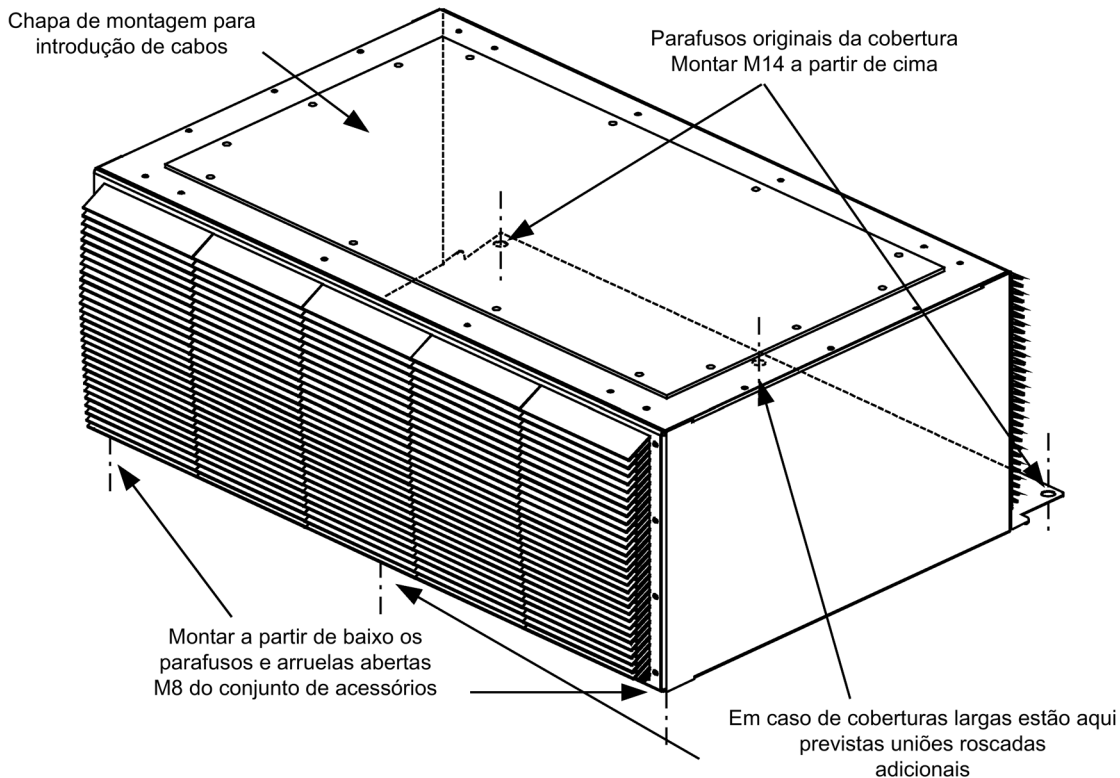 Chapa de montagem para
introdução de cabos
Parafusos originais da cobertura
Montar M14 a partir de cima
Montar a partir de baixo os
parafusos e arruelas abertas
M8 do conjunto de acessórios
Em caso de coberturas largas estão aqui
previstas uniões roscadas
adicionais